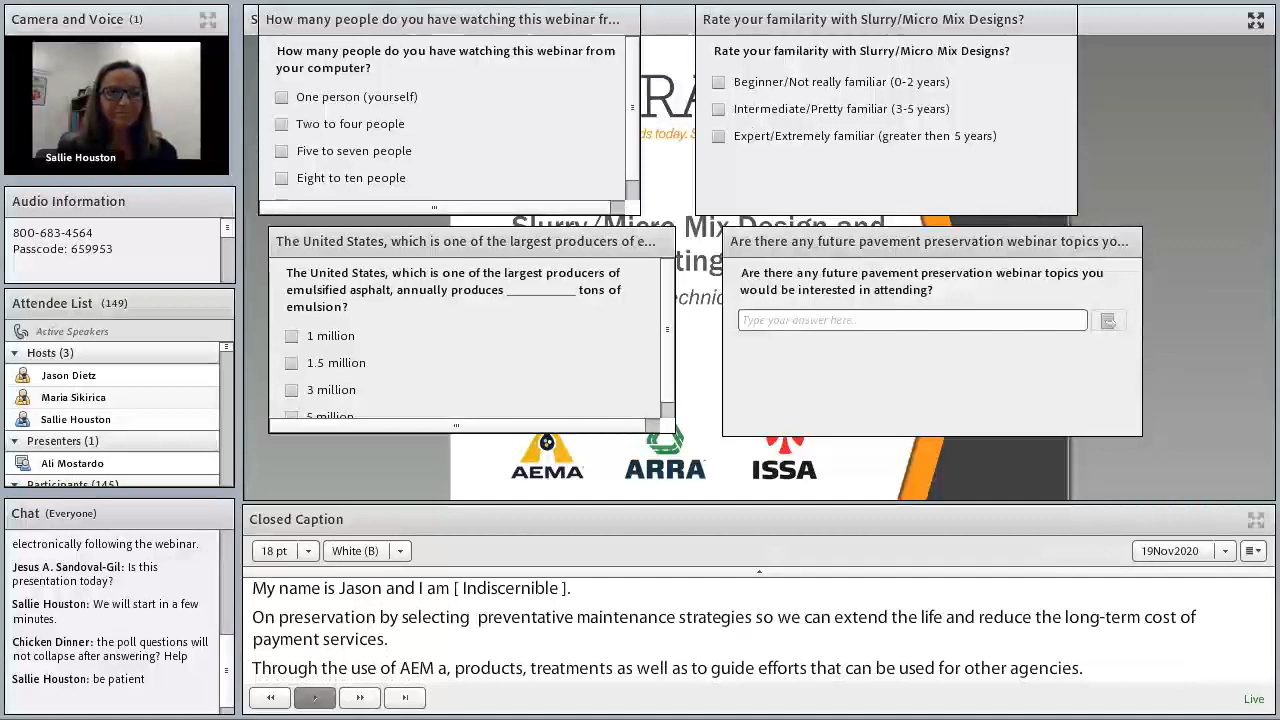 Camera and Voice (1)
Sallie Houston
Audio Information
800-683-4564
Passcode: 659953
Attendee List (149)
Active Speakers
Hosts (3)
Jason Dietz
Maria Sikirica
Sallie Houston
Presenters (1)
Ali Mostardo
Participants (145)
Chat (Everyone)
electronically following the webinar.
Jesus A. Sandoval-Gil: Is this
presentation today?
Sallie Houston: We will start in a few
minutes.
Chicken Dinner: the poll questions will
not collapse after answering? Help
Sallie Houston: be patient
S
How many people do you have watching this webinar fr...
How many people do you have watching this webinar from
your computer?
One person (yourself)
Two to four people
Five to seven people
Eight to ten people
Rate your familarity with Slurry/Micro Mix Designs?
Rate your familarity with Slurry/Micro Mix Designs?
Beginner/Not really familiar (0-2 years)
Intermediate/Pretty familiar (3-5 years)
Expert/Extremely familiar (greater then 5 years)
RA
ds today. S
Slurry/Micro Mix Design and
ting
echnic
The United States, which is one of the largest producers of e...
The United States, which is one of the largest producers of
emulsified asphalt, annually produces ___________ tons of
emulsion?
1 million
1.5 million
3 million
5 million
Are there any future pavement preservation webinar topics yo...
Are there any future pavement preservation webinar topics you
would be interested in attending?
Type your answer here..
AEMA
ARRA
ISSA
Closed Caption
18 pt
White (B)
19Nov2020
My name is Jason and I am [ Indiscernible ].
On preservation by selecting  preventative maintenance strategies so we can extend the life and reduce the long-term cost of
payment services.
Through the use of AEM a, products, treatments as well as to guide efforts that can be used for other agencies.
Live